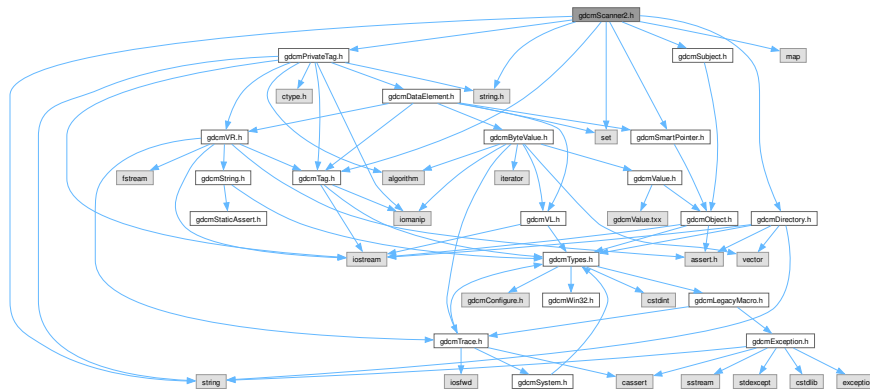 gdcmScanner2.h
gdcmPrivateTag.h
gdcmSubject.h
map
ctype.h
gdcmDataElement.h
string.h
gdcmVR.h
gdcmByteValue.h
set
gdcmSmartPointer.h
fstream
gdcmString.h
gdcmTag.h
algorithm
iterator
gdcmValue.h
gdcmStaticAssert.h
iomanip
gdcmVL.h
gdcmValue.txx
gdcmObject.h
gdcmDirectory.h
iostream
gdcmTypes.h
assert.h
vector
gdcmConfigure.h
gdcmWin32.h
cstdint
gdcmLegacyMacro.h
gdcmTrace.h
gdcmException.h
string
iosfwd
gdcmSystem.h
cassert
sstream
stdexcept
cstdlib
exception